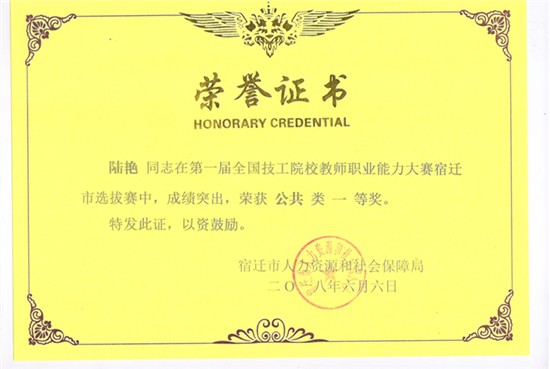 荣誉证书
HONORARY CREDENTIAL
陆艳 同志在第一届全国技工院校教师职业能力大赛宿迁
市选拔赛中，成绩突出，荣获 公共 类 一 等奖。
特发此证，以资鼓励。
宿迁市人力资源和社会保障局
二〇一八年六月六日